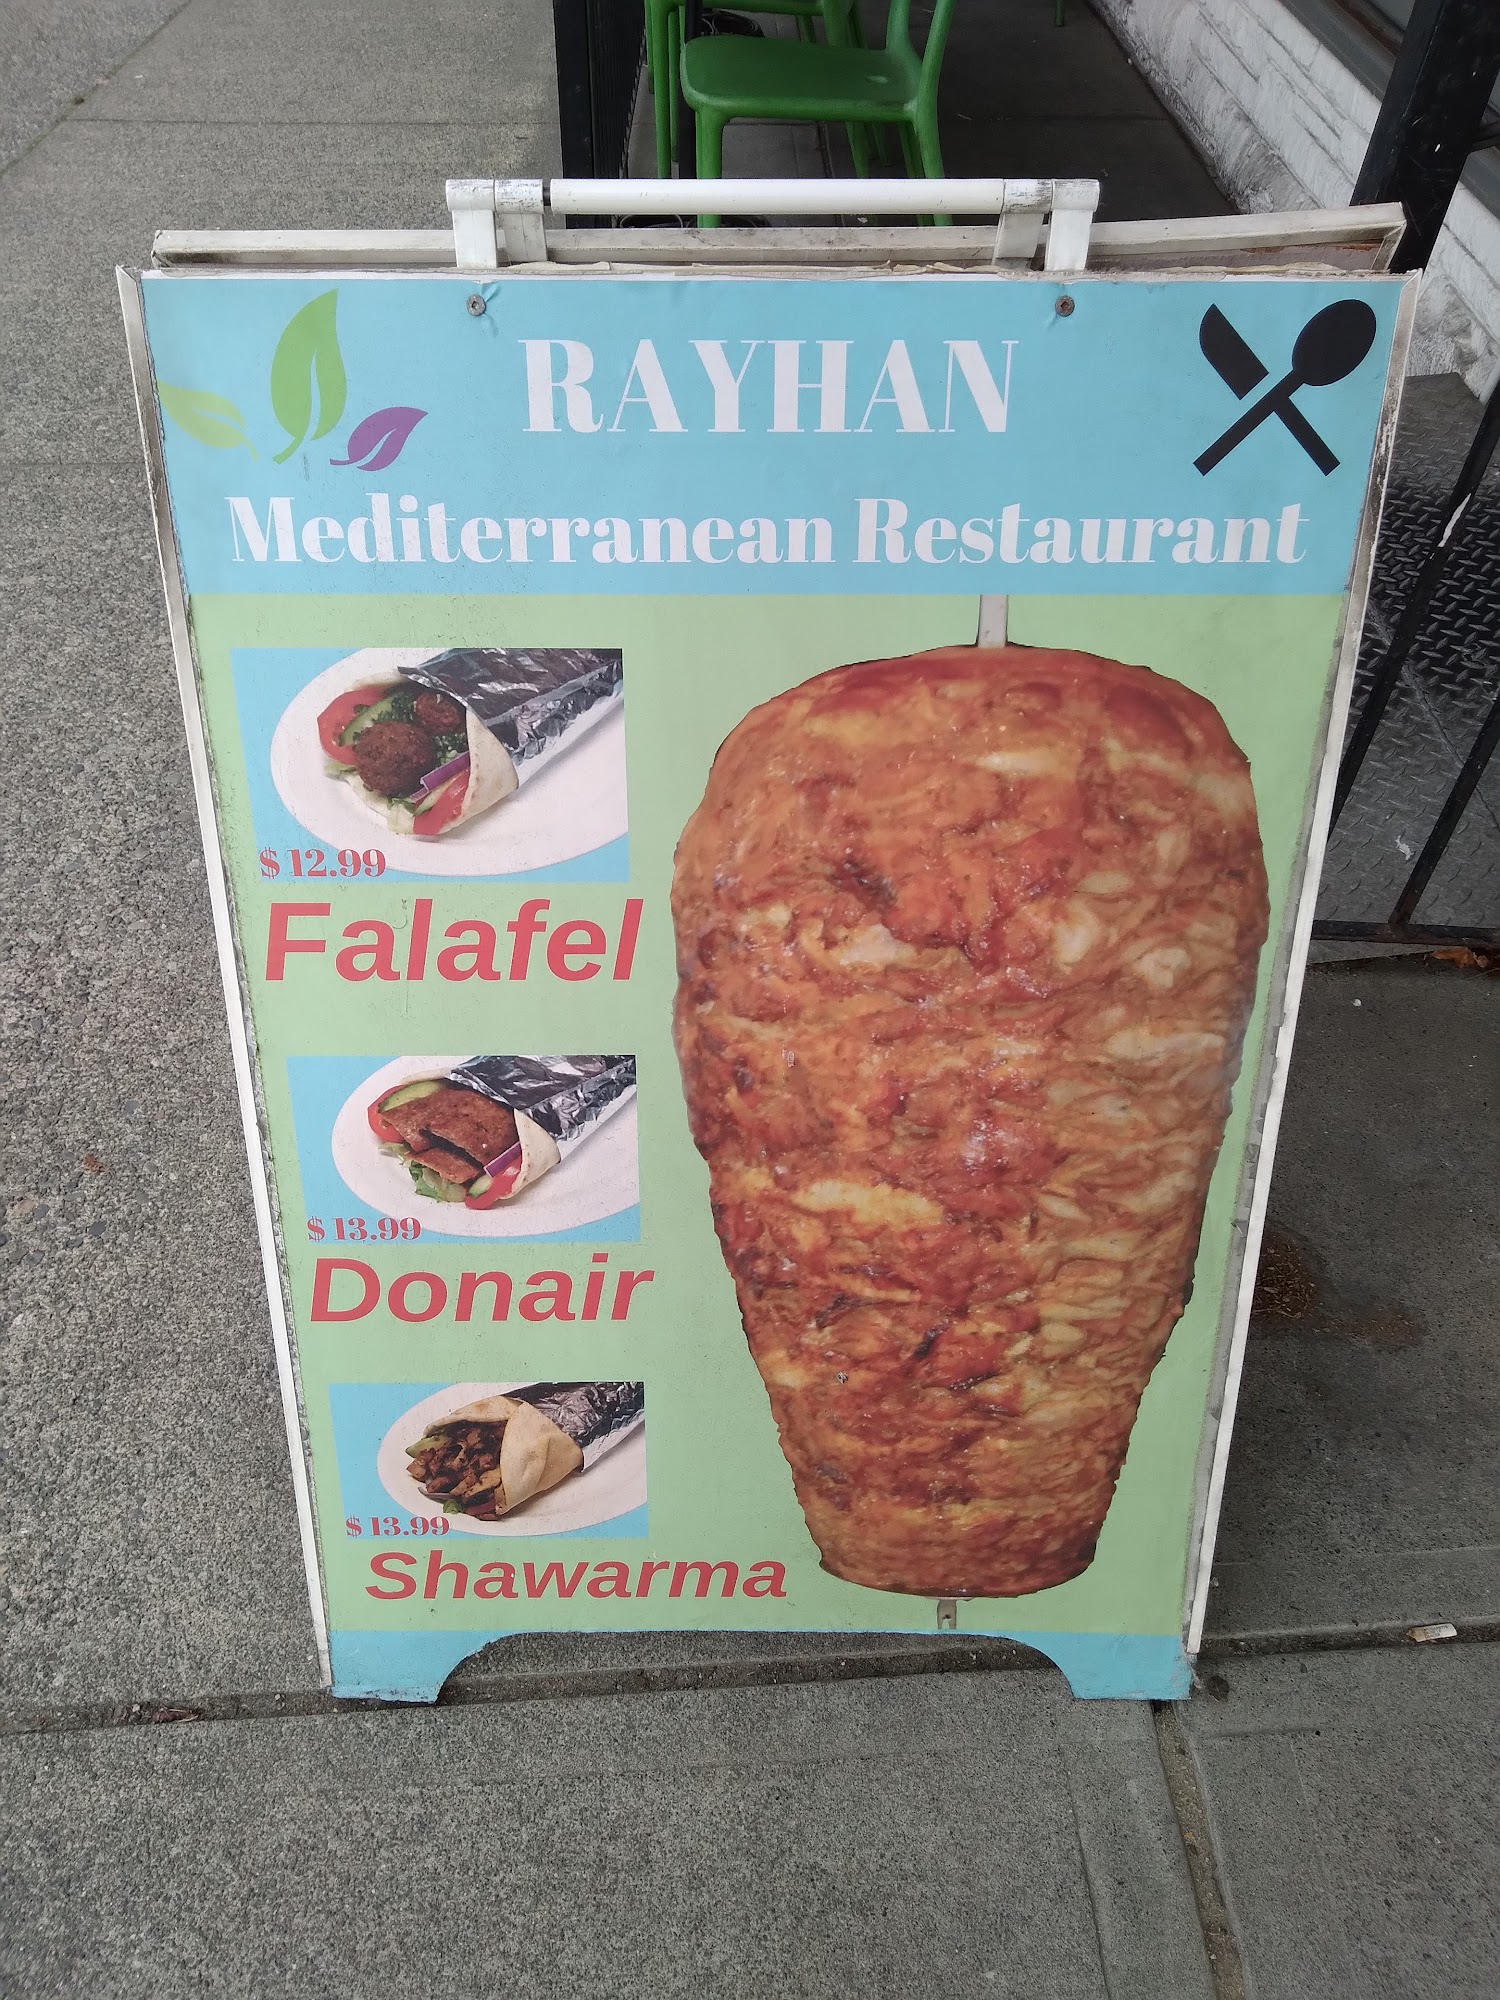 RAYHAN
Mediterranean Restaurant
$ 12.99
Falafel
$ 13.99
Donair
$ 13.99
Shawarma